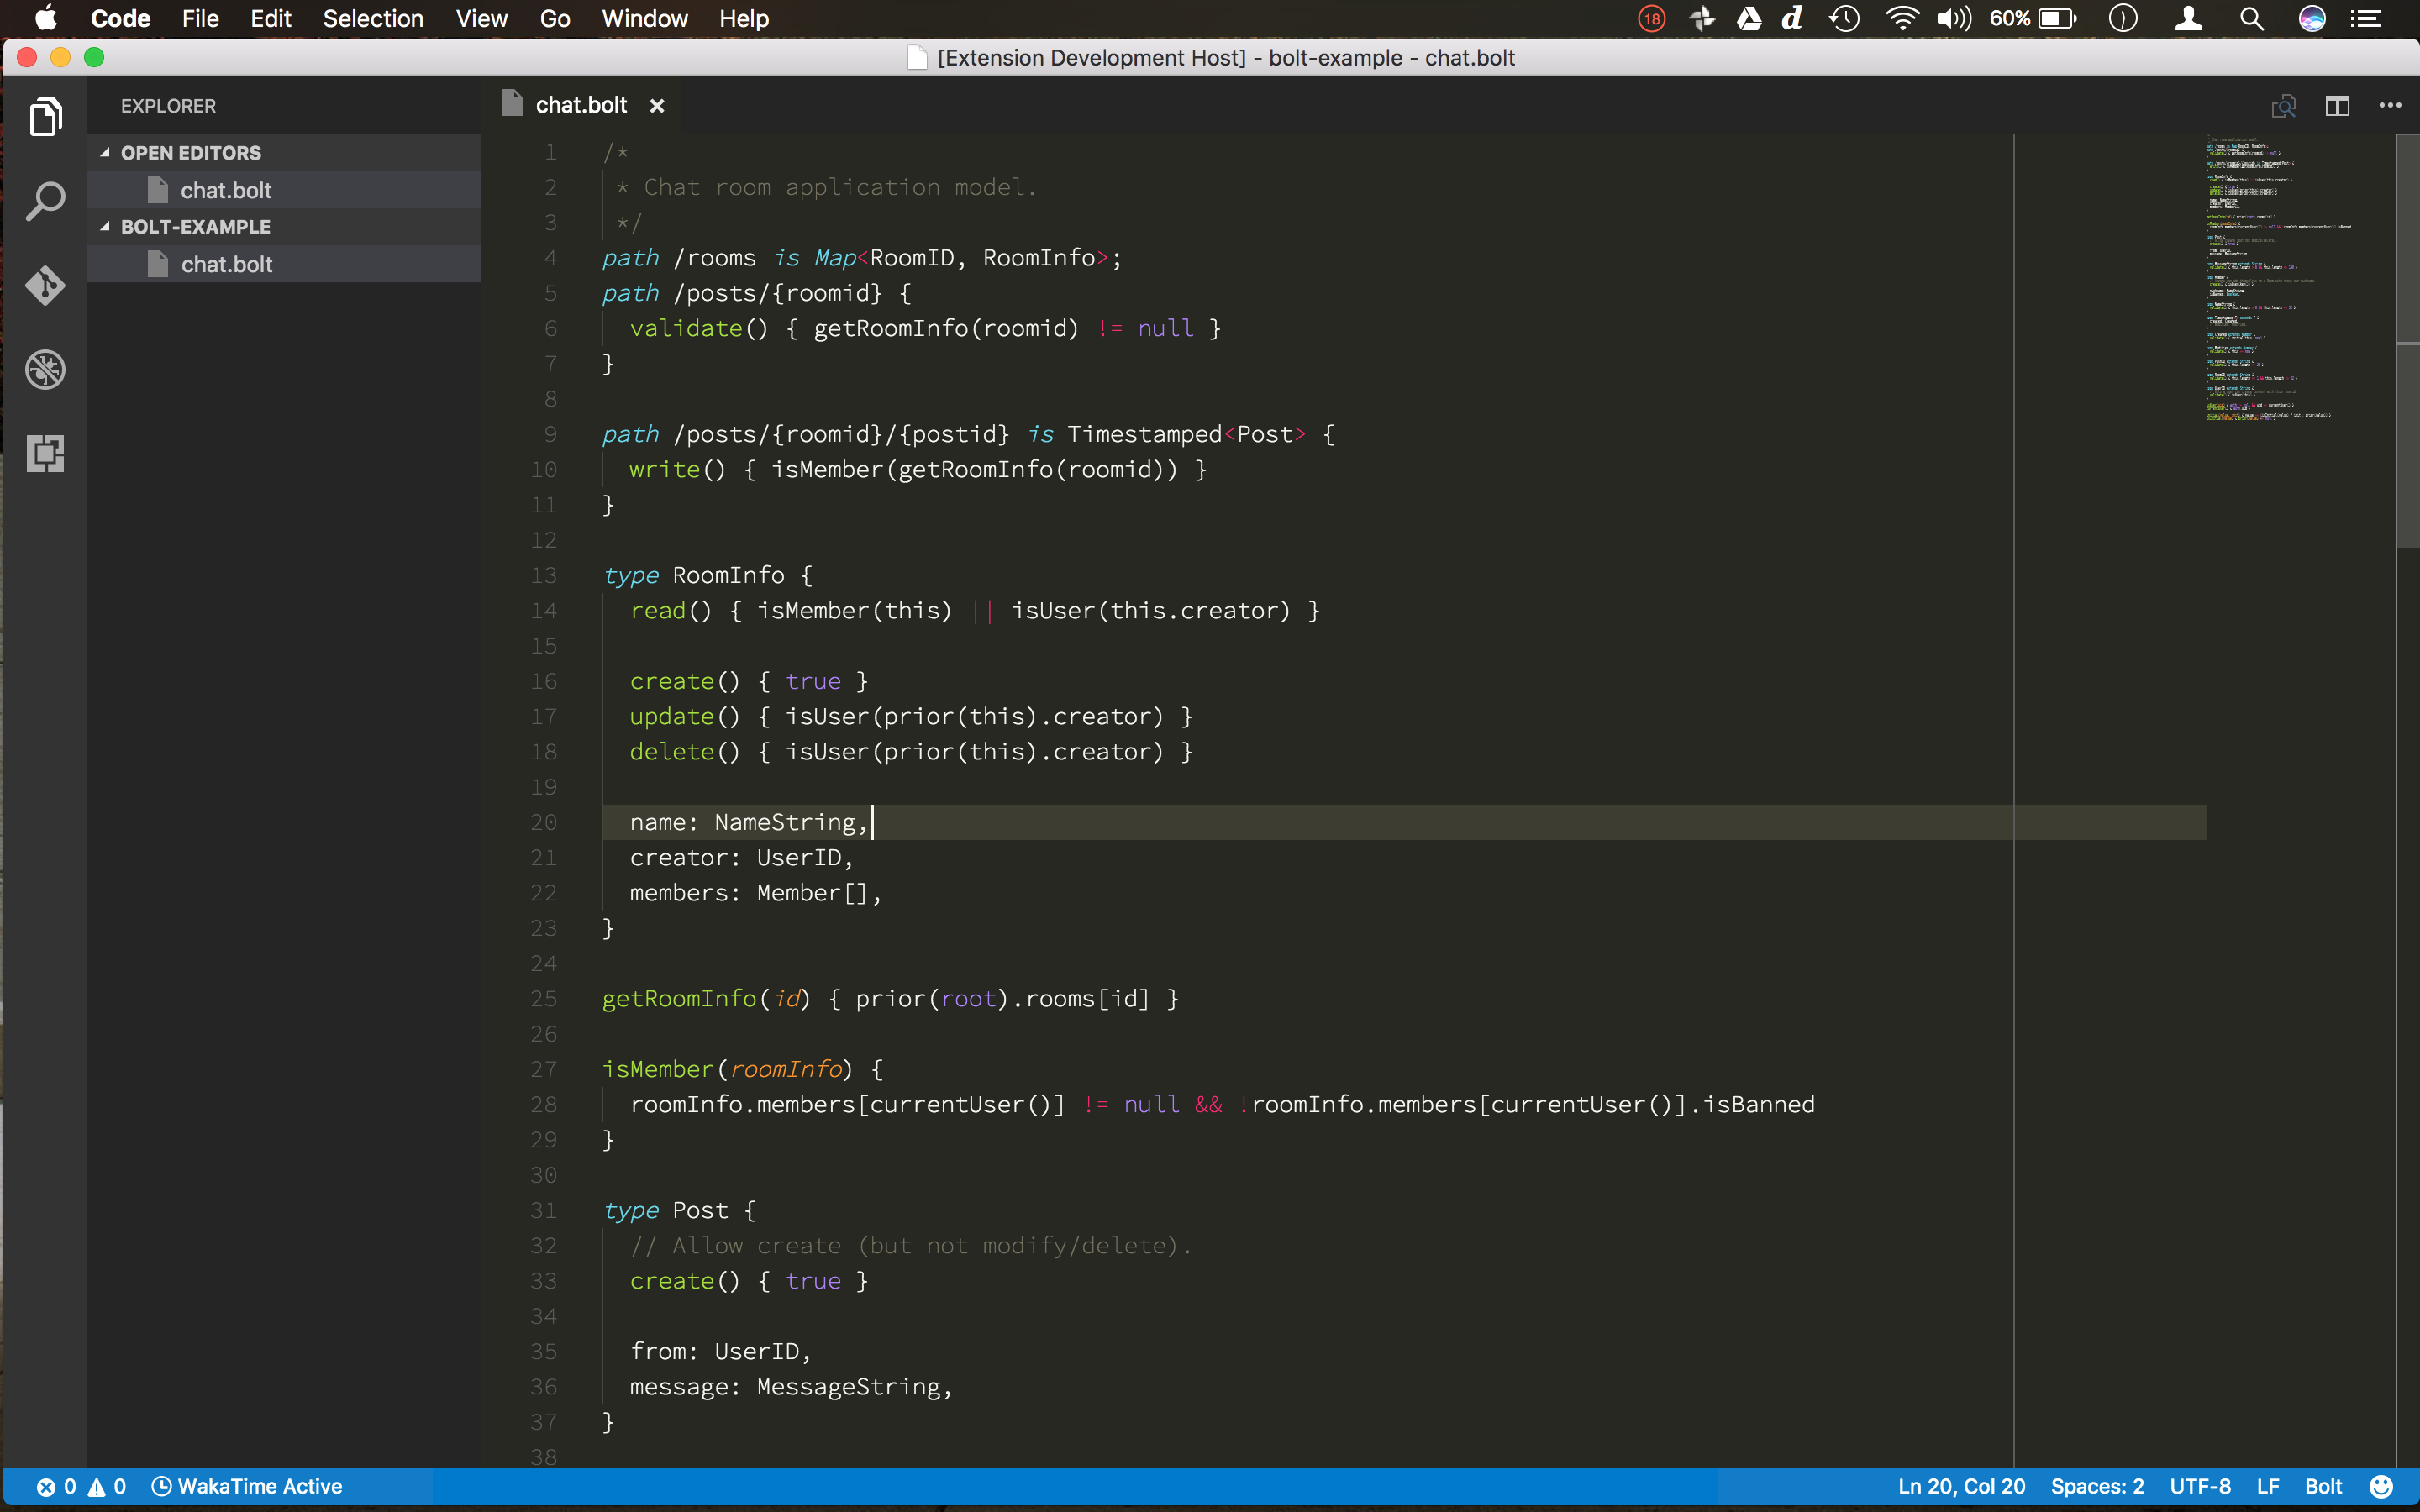 Code File Edit Selection View Go Window Help 18 d 60%
[Extension Development Host] - bolt-example - chat.bolt
EXPLORER
OPEN EDITORS
chat.bolt
BOLT-EXAMPLE
chat.bolt
chat.bolt ×
1 /*
2  * Chat room application model.
3  */
4 path /rooms is Map<RoomID, RoomInfo>;
5 path /posts/{roomid} {
6   validate() { getRoomInfo(roomid) != null }
7 }
8
9 path /posts/{roomid}/{postid} is Timestamped<Post> {
10   write() { isMember(getRoomInfo(roomid)) }
11 }
12
13 type RoomInfo {
14   read() { isMember(this) || isUser(this.creator) }
15
16   create() { true }
17   update() { isUser(prior(this).creator) }
18   delete() { isUser(prior(this).creator) }
19
20   name: NameString,
21   creator: UserID,
22   members: Member[],
23 }
24
25 getRoomInfo(id) { prior(root).rooms[id] }
26
27 isMember(roomInfo) {
28   roomInfo.members[currentUser()] != null && !roomInfo.members[currentUser()].isBanned
29 }
30
31 type Post {
32   // Allow create (but not modify/delete).
33   create() { true }
34
35   from: UserID,
36   message: MessageString,
37 }
38
0 0 WakaTime Active Ln 20, Col 20 Spaces: 2 UTF-8 LF Bolt